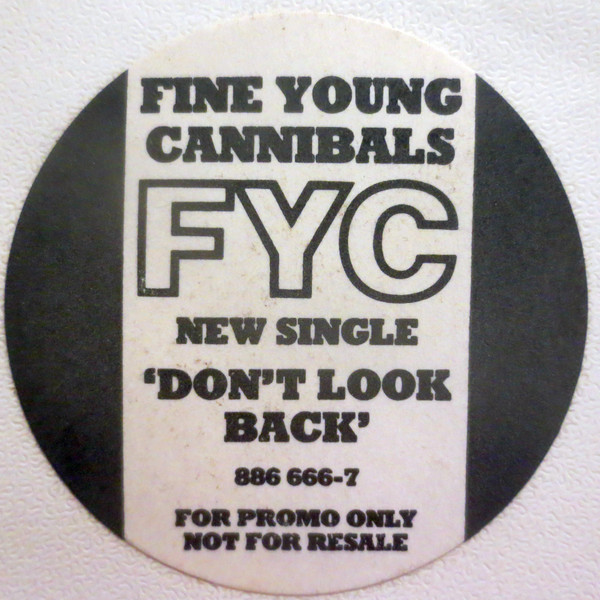 FINE YOUNG
CANNIBALS
FYC
NEW SINGLE
‘DON’T LOOK
BACK’
886 666-7
FOR PROMO ONLY
NOT FOR RESALE